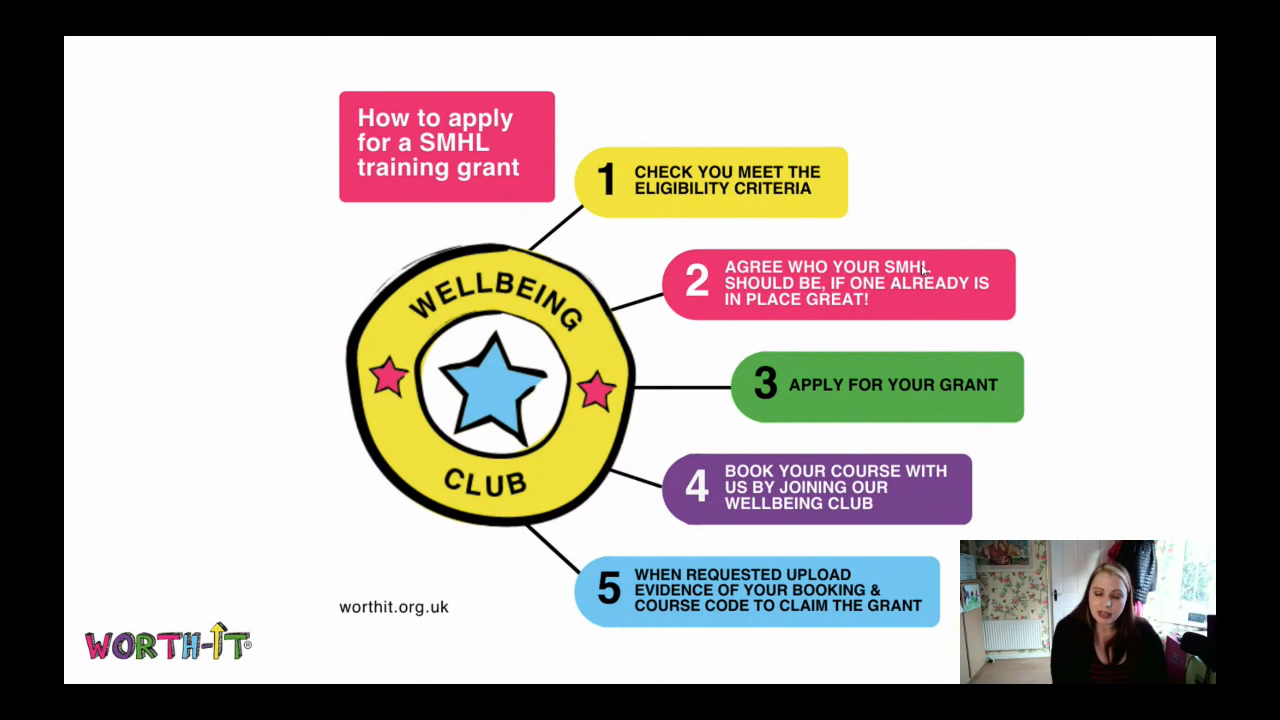 How to apply
for a SMHL
training grant
1 CHECK YOU MEET THE
ELIGIBILITY CRITERIA
2 AGREE WHO YOUR SMHL
SHOULD BE, IF ONE ALREADY IS
IN PLACE GREAT!
3 APPLY FOR YOUR GRANT
4 BOOK YOUR COURSE WITH
US BY JOINING OUR
WELLBEING CLUB
5 WHEN REQUESTED UPLOAD
EVIDENCE OF YOUR BOOKING &
COURSE CODE TO CLAIM THE GRANT
WELLBEING
CLUB
worthit.org.uk
WORTH-IT®